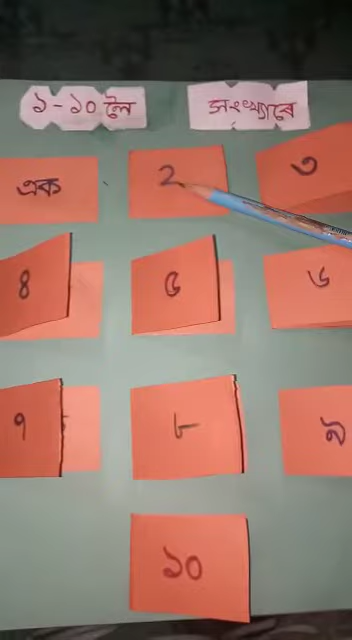 ১-১০ লৈ সংখ্যাৰে
এক ২ ৩
৪ ৫ ৬
৭ ৮ ৯
১০